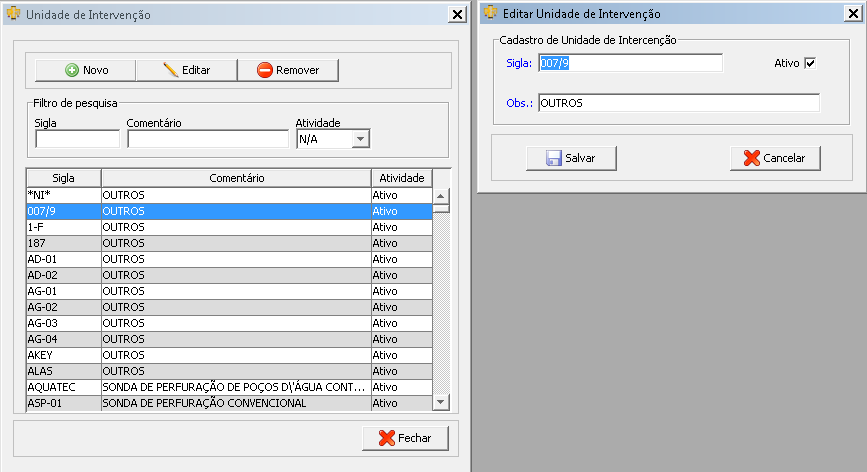 Unidade de Intervenção
Novo Editar Remover
Filtro de pesquisa
Sigla Comentário Atividade
N/A
Sigla Comentário Atividade
*NI* OUTROS Ativo
007/9 OUTROS Ativo
1-F OUTROS Ativo
187 OUTROS Ativo
AD-01 OUTROS Ativo
AD-02 OUTROS Ativo
AG-01 OUTROS Ativo
AG-02 OUTROS Ativo
AG-03 OUTROS Ativo
AG-04 OUTROS Ativo
AKEY OUTROS Ativo
ALAS OUTROS Ativo
AQUATEC SONDA DE PERFURAÇÃO DE POÇOS D\'ÁGUA CONT... Ativo
ASP-01 SONDA DE PERFURAÇÃO CONVENCIONAL Ativo
Fechar
Editar Unidade de Intervenção
Cadastro de Unidade de Intercenção
Sigla: 007/9 Ativo
Obs.: OUTROS
Salvar Cancelar